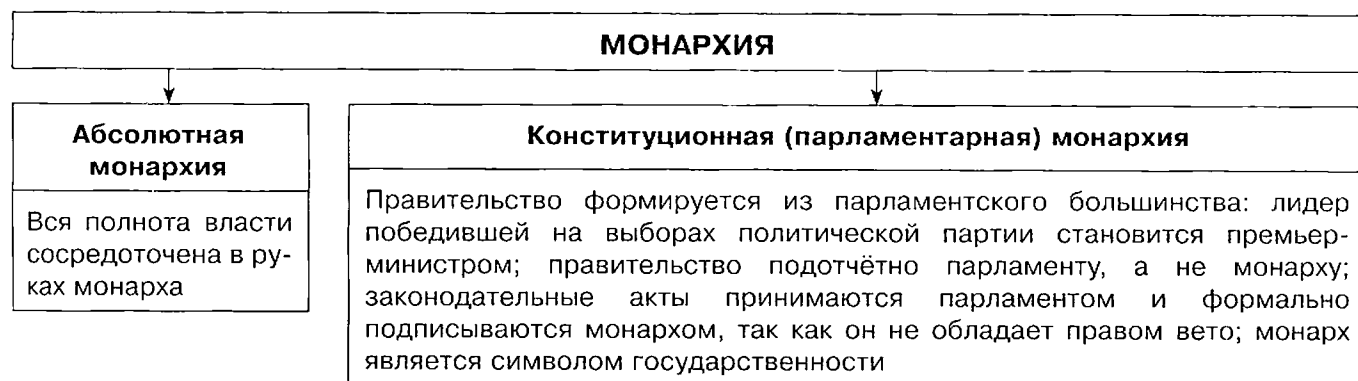 МОНАРХИЯ
Абсолютная
монархия
Вся полнота власти
сосредоточена в ру-
ках монарха
Конституционная (парламентарная) монархия
Правительство формируется из парламентского большинства: лидер
победившей на выборах политической партии становится премьер-
министром; правительство подотчётно парламенту, а не монарху;
законодательные акты принимаются парламентом и формально
подписываются монархом, так как он не обладает правом вето; монарх
является символом государственности